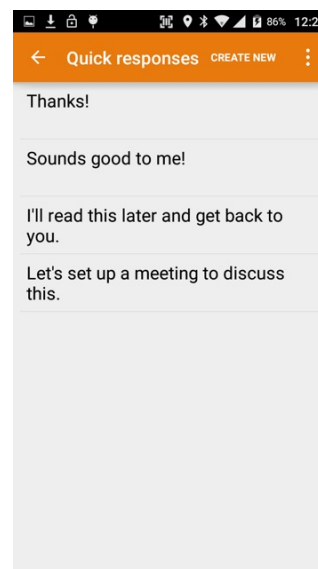 86% 12:2
Quick responses CREATE NEW
Thanks!
Sounds good to me!
I'll read this later and get back to
you.
Let's set up a meeting to discuss
this.